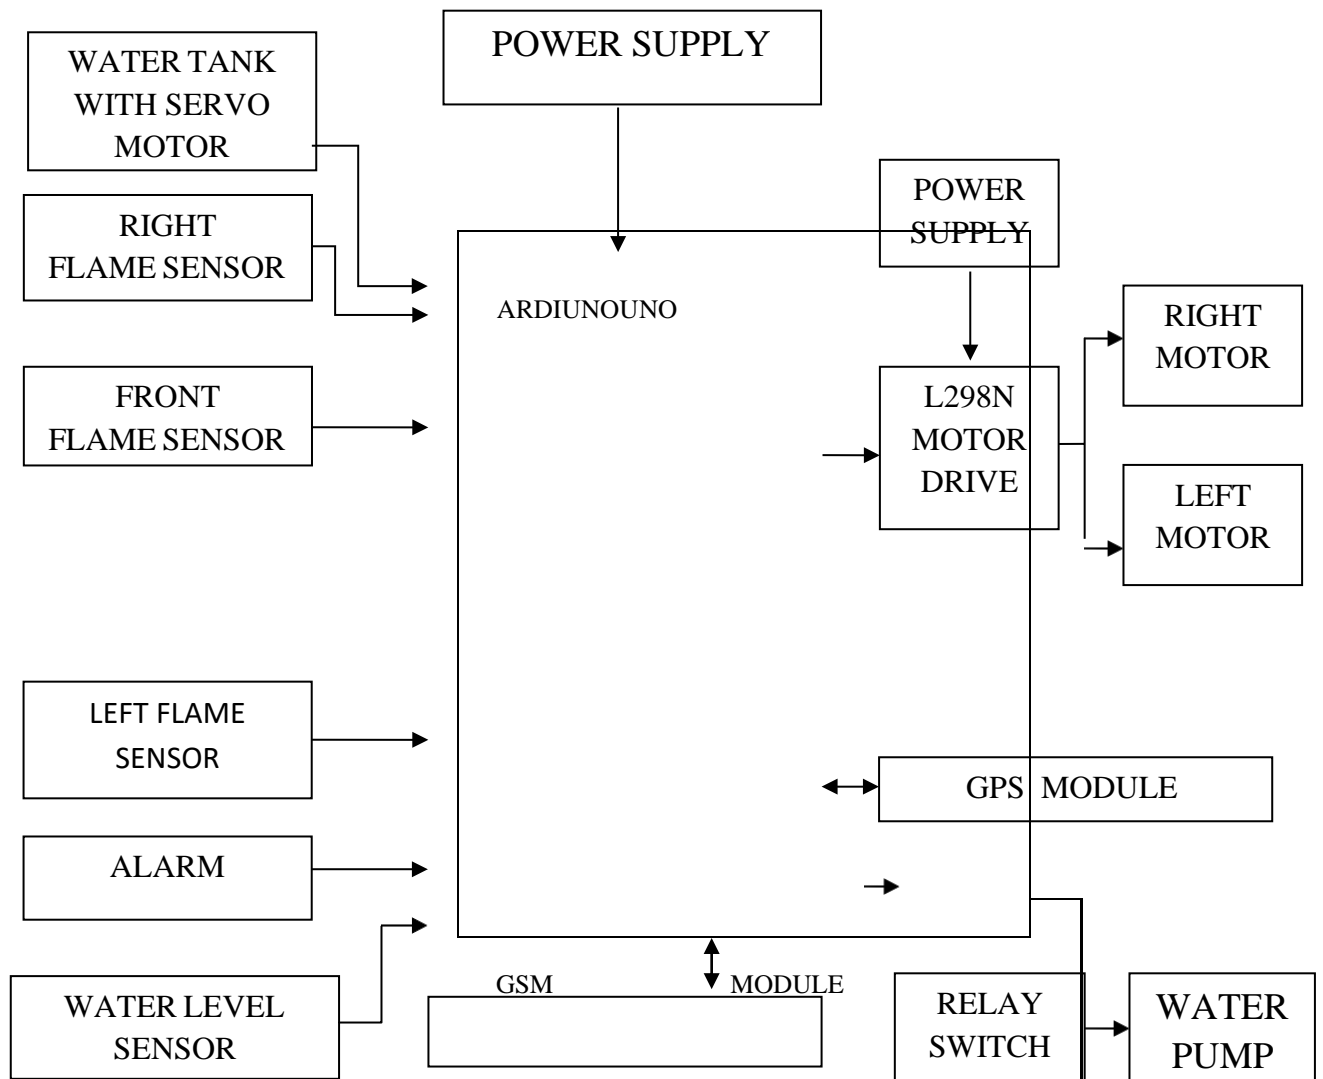 POWER SUPPLY
WATER TANK
WITH SERVO
MOTOR
POWER
SUPPLY
RIGHT
FLAME SENSOR
ARDIUNOUNO
RIGHT
MOTOR
FRONT
FLAME SENSOR
L298N
MOTOR
DRIVE
LEFT
MOTOR
LEFT FLAME
SENSOR
GPS MODULE
ALARM
GSM MODULE
WATER LEVEL
SENSOR
RELAY
SWITCH
WATER
PUMP